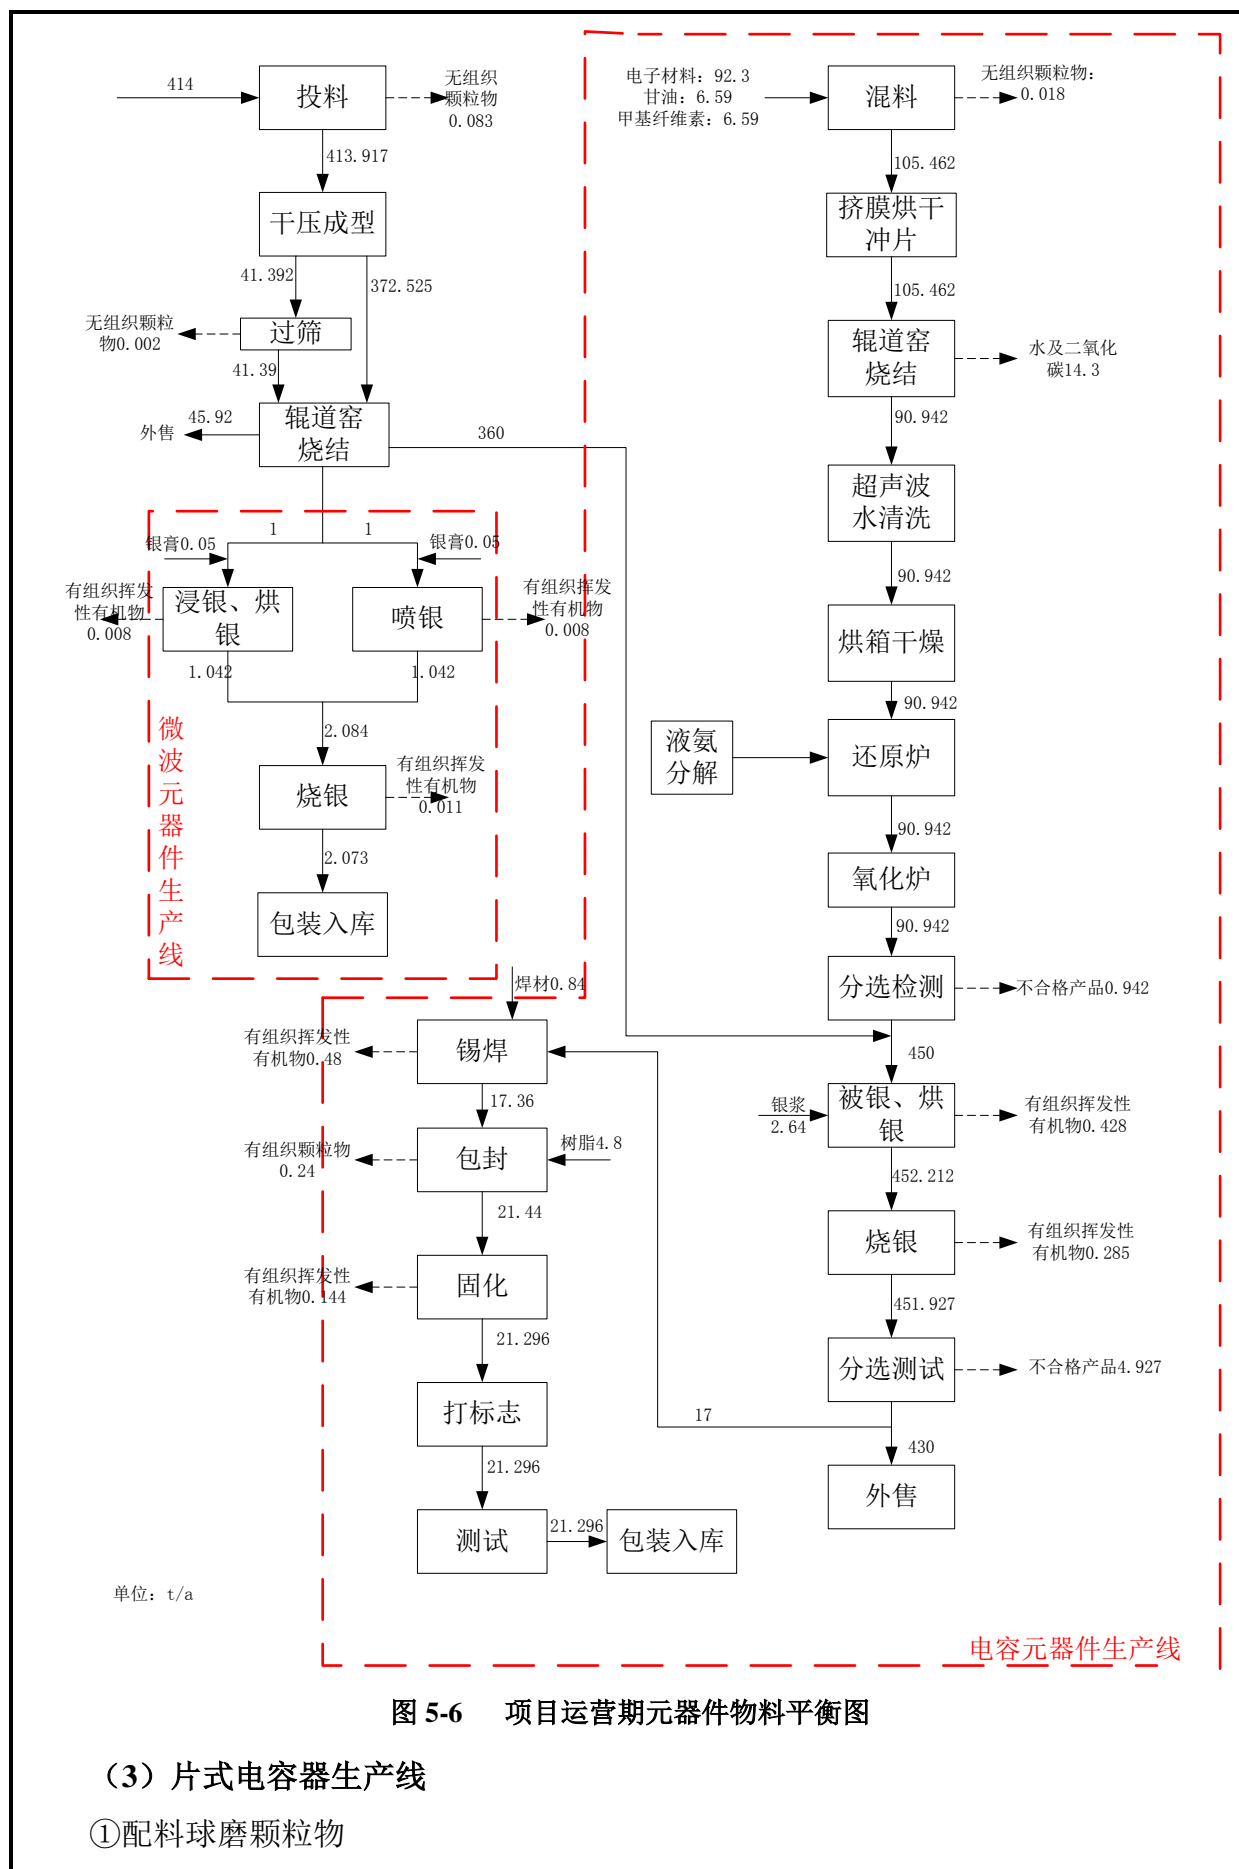 414
投料
无组织
颗粒物
0.083
413.917
干压成型
41.392
372.525
无组织颗粒
物0.002
过筛
41.39
45.92
外售
辊道窑
烧结
360
1
1
银膏0.05
银膏0.05
有组织挥发
性有机物
0.008
浸银、烘
银
喷银
有组织挥发
性有机物
0.008
1.042
1.042
2.084
烧银
有组织挥发
性有机物
0.011
2.073
包装入库
微波元器件生产线
电子材料：92.3
甘油：6.59
甲基纤维素：6.59
混料
无组织颗粒物：
0.018
105.462
挤膜烘干
冲片
105.462
辊道窑
烧结
水及二氧化
碳14.3
90.942
超声波
水清洗
90.942
烘箱干燥
90.942
液氨
分解
还原炉
90.942
氧化炉
90.942
分选检测
不合格产品0.942
450
银浆
2.64
被银、烘
银
有组织挥发性
有机物0.428
452.212
烧银
有组织挥发性
有机物0.285
451.927
分选测试
不合格产品4.927
17
430
外售
焊材0.84
锡焊
有组织挥发性
有机物0.48
17.36
有组织颗粒物
0.24
包封
树脂4.8
21.44
有组织挥发性
有机物0.144
固化
21.296
打标志
21.296
测试
21.296
包装入库
单位：t/a
电容元器件生产线
图 5-6 项目运营期元器件物料平衡图
（3）片式电容器生产线
①配料球磨颗粒物